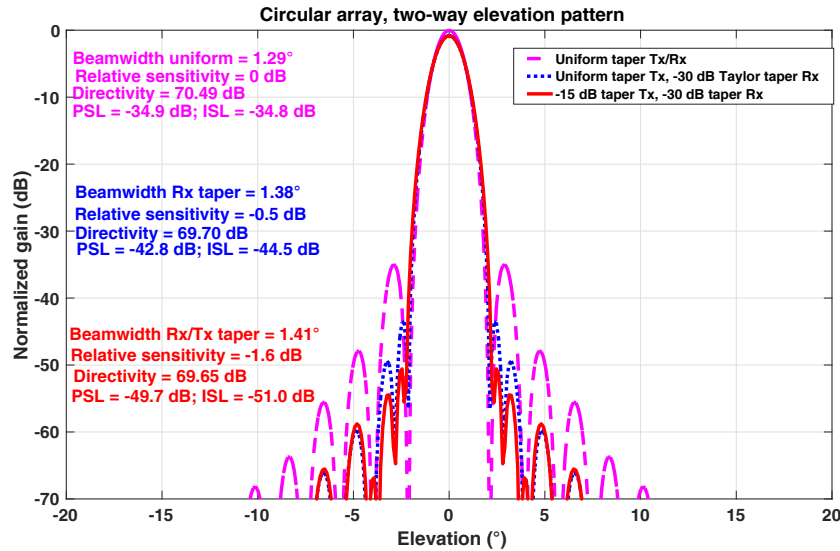 Circular array, two-way elevation pattern
Beamwidth uniform = 1.29°
Relative sensitivity = 0 dB
Directivity = 70.49 dB
PSL = -34.9 dB; ISL = -34.8 dB
Beamwidth Rx taper = 1.38°
Relative sensitivity = -0.5 dB
Directivity = 69.70 dB
PSL = -42.8 dB; ISL = -44.5 dB
Beamwidth Rx/Tx taper = 1.41°
Relative sensitivity = -1.6 dB
Directivity = 69.65 dB
PSL = -49.7 dB; ISL = -51.0 dB
Uniform taper Tx/Rx
Uniform taper Tx, -30 dB Taylor taper Rx
-15 dB taper Tx, -30 dB taper Rx
Normalized gain (dB)
0
-10
-20
-30
-40
-50
-60
-70
-20 -15 -10 -5 0 5 10 15 20
Elevation (°)